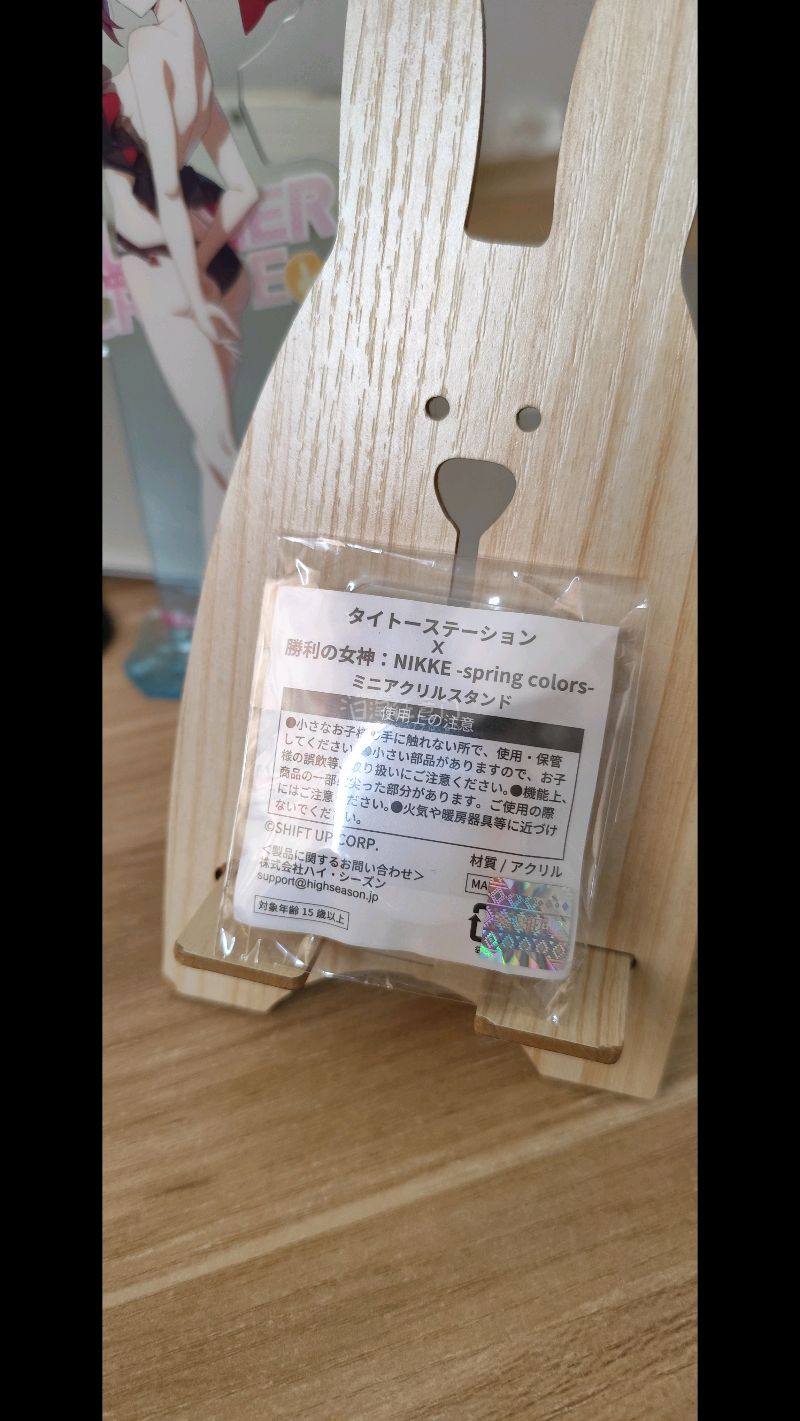 タイトーステーション
X
勝利の女神：NIKKE -spring colors-
ミニアクリルスタンド
使用上の注意
●小さなお子様の手に触れない所で、使用・保管
してください。●小さい部品がありますので、お子
様の誤飲等、取り扱いにご注意ください。●機能上、
商品の一部に尖った部分があります。ご使用の際
にはご注意ください。●火気や暖房器具等に近づけ
ないでください。
©SHIFT UP CORP.
材質 / アクリル
＜製品に関するお問い合わせ＞
株式会社ハイ・シーズン
support@highseason.jp
MA
対象年齢 15 歳以上